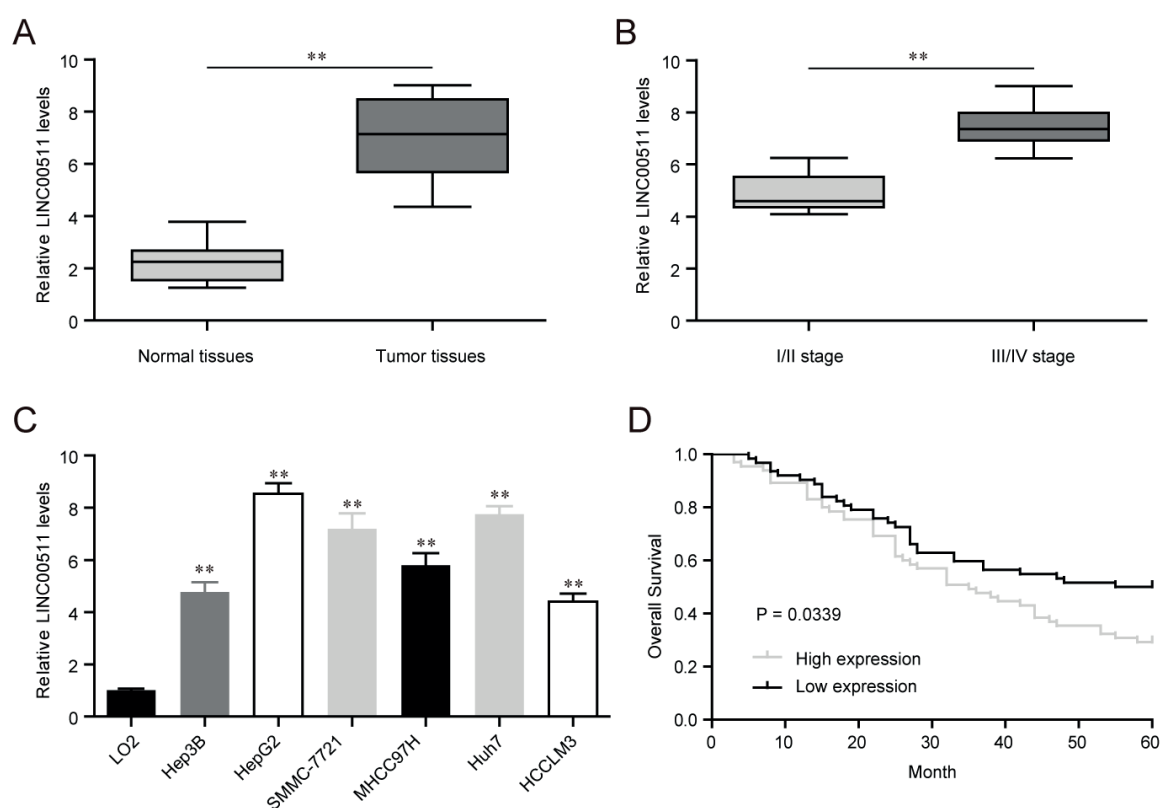 A
Relative LINC00511 levels
10
8
6
4
2
0
**
Normal tissues
Tumor tissues
B
Relative LINC00511 levels
10
8
6
4
2
0
**
I/II stage
III/IV stage
C
Relative LINC00511 levels
10
8
6
4
2
0
**
**
**
**
**
**
LO2
Hep3B
HepG2
SMMC-7721
MHCC97H
Huh7
HCCLM3
D
Overall Survival
1.0
0.8
0.6
0.4
0.2
0.0
P = 0.0339
High expression
Low expression
0
10
20
30
40
50
60
Month